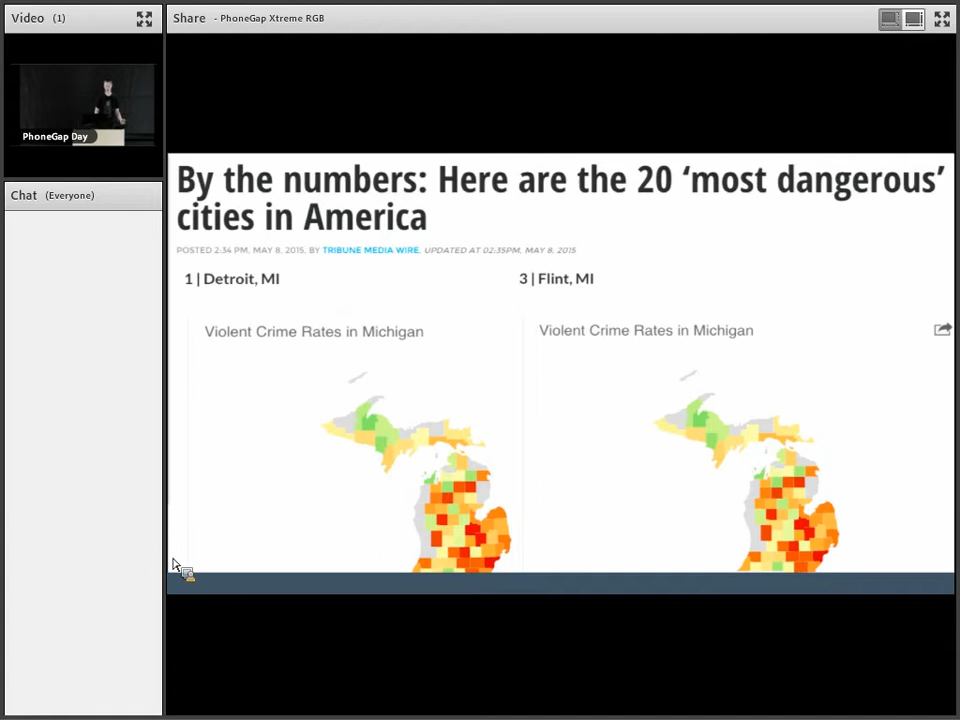 Video (1)
Share - PhoneGap Xtreme RGB
PhoneGap Day
Chat (Everyone)
By the numbers: Here are the 20 ‘most dangerous’
cities in America
POSTED 2:34 PM, MAY 8, 2015, BY TRIBUNE MEDIA WIRE, UPDATED AT 02:35PM, MAY 8, 2015
1 | Detroit, MI
3 | Flint, MI
Violent Crime Rates in Michigan
Violent Crime Rates in Michigan